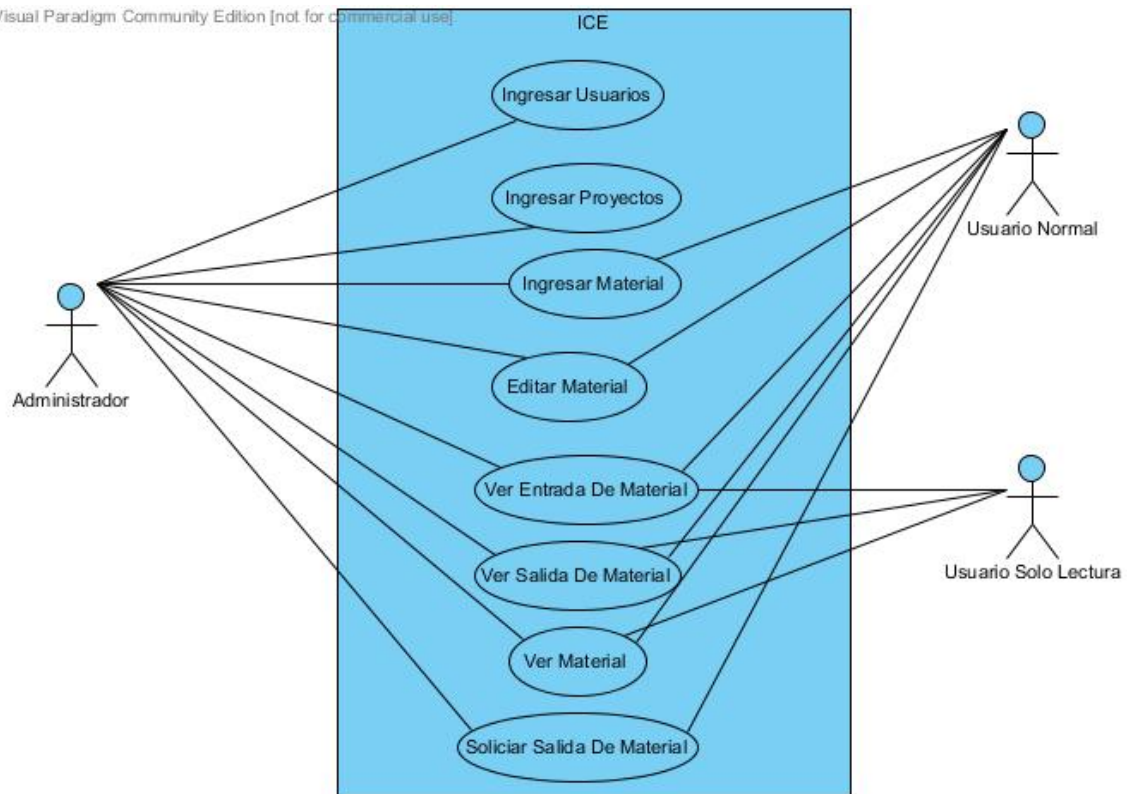 Visual Paradigm Community Edition [not for commercial use]
ICE
Ingresar Usuarios
Ingresar Proyectos
Usuario Normal
Ingresar Material
Administrador
Editar Material
Ver Entrada De Material
Ver Salida De Material
Usuario Solo Lectura
Ver Material
Soliciar Salida De Material